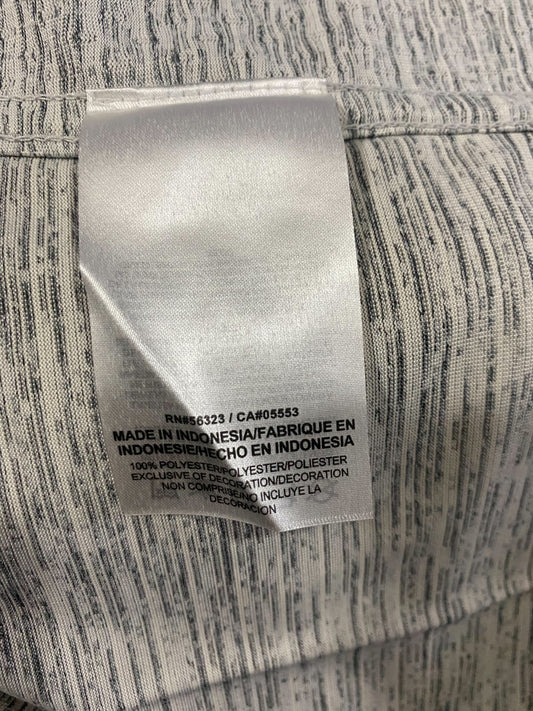 RN#56323 / CA#05553
MADE IN INDONESIA/FABRIQUE EN
INDONESIE/HECHO EN INDONESIA
100% POLYESTER/POLYESTER/POLIESTER
EXCLUSIVE OF DECORATION/DECORATION
NON COMPRISE/NO INCLUYE LA
DECORACION